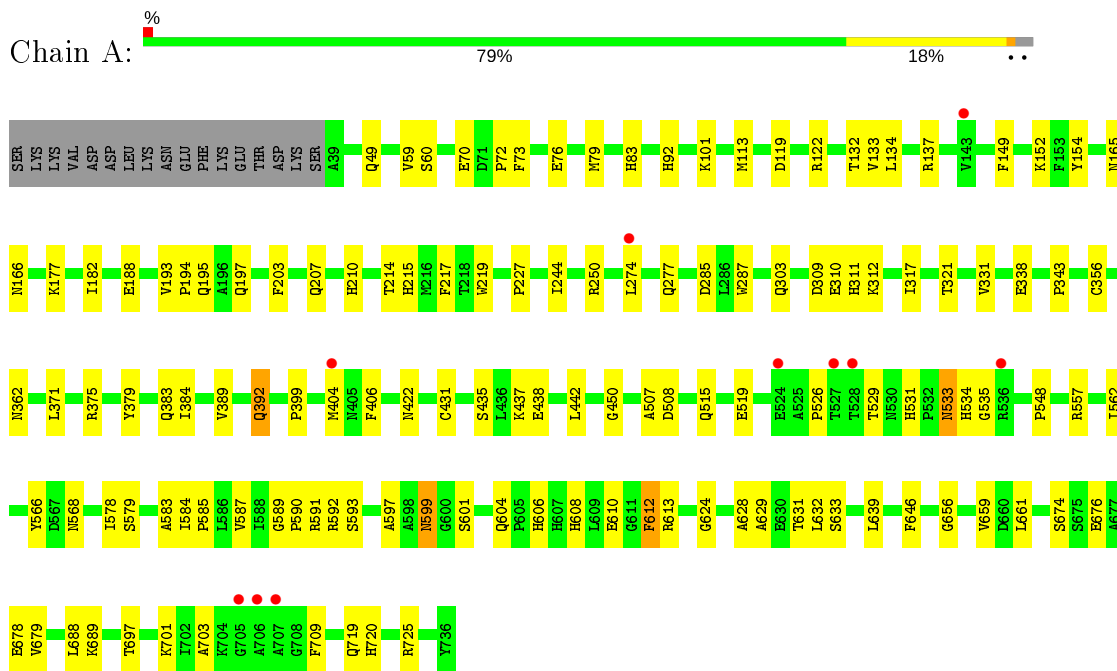 %
Chain A:
79%
18%
SER LYS LYS VAL ASP ASP LEU LYS ASN GLU PHE LYS GLU THR ASP LYS SER A39 Q49 V59 S60 E70 D71 P72 F73 E76 M79 H83 H92 K101 M113 D119 R122 T132 V133 L134 R137 V143 F149 K152 F153 Y154 N165
N166 K177 I182 E188 V193 P194 Q195 A196 Q197 F203 Q207 H210 T214 H215 M216 F217 T218 W219 P227 I244 R250 L274 Q277 D285 L286 W287 Q303 D309 E310 H311 K312 I317 T321 V331 E338 P343 C356
N362 L371 R375 Y379 Q383 I384 V389 Q392 P399 M404 N405 F406 N422 C431 S435 L436 K437 E438 L442 G450 A507 D508 Q515 E519 E524 A525 P526 T527 T528 T529 N530 H531 P532 N533 H534 G535 R536 P548 R557 I562
Y566 D567 N568 I578 S579 A583 I584 P585 L586 V587 I588 G589 P590 R591 R592 S593 A597 A598 N599 G600 S601 Q604 P605 H606 H607 H608 L609 E610 G611 F612 R613 G624 A628 A629 E630 T631 L632 S633 L639 F646 G656 V659 D660 L661 S674 S675 E676 A677
E678 V679 L688 K689 T697 K701 I702 A703 K704 G705 A706 A707 G708 F709 Q719 H720 R725 Y736